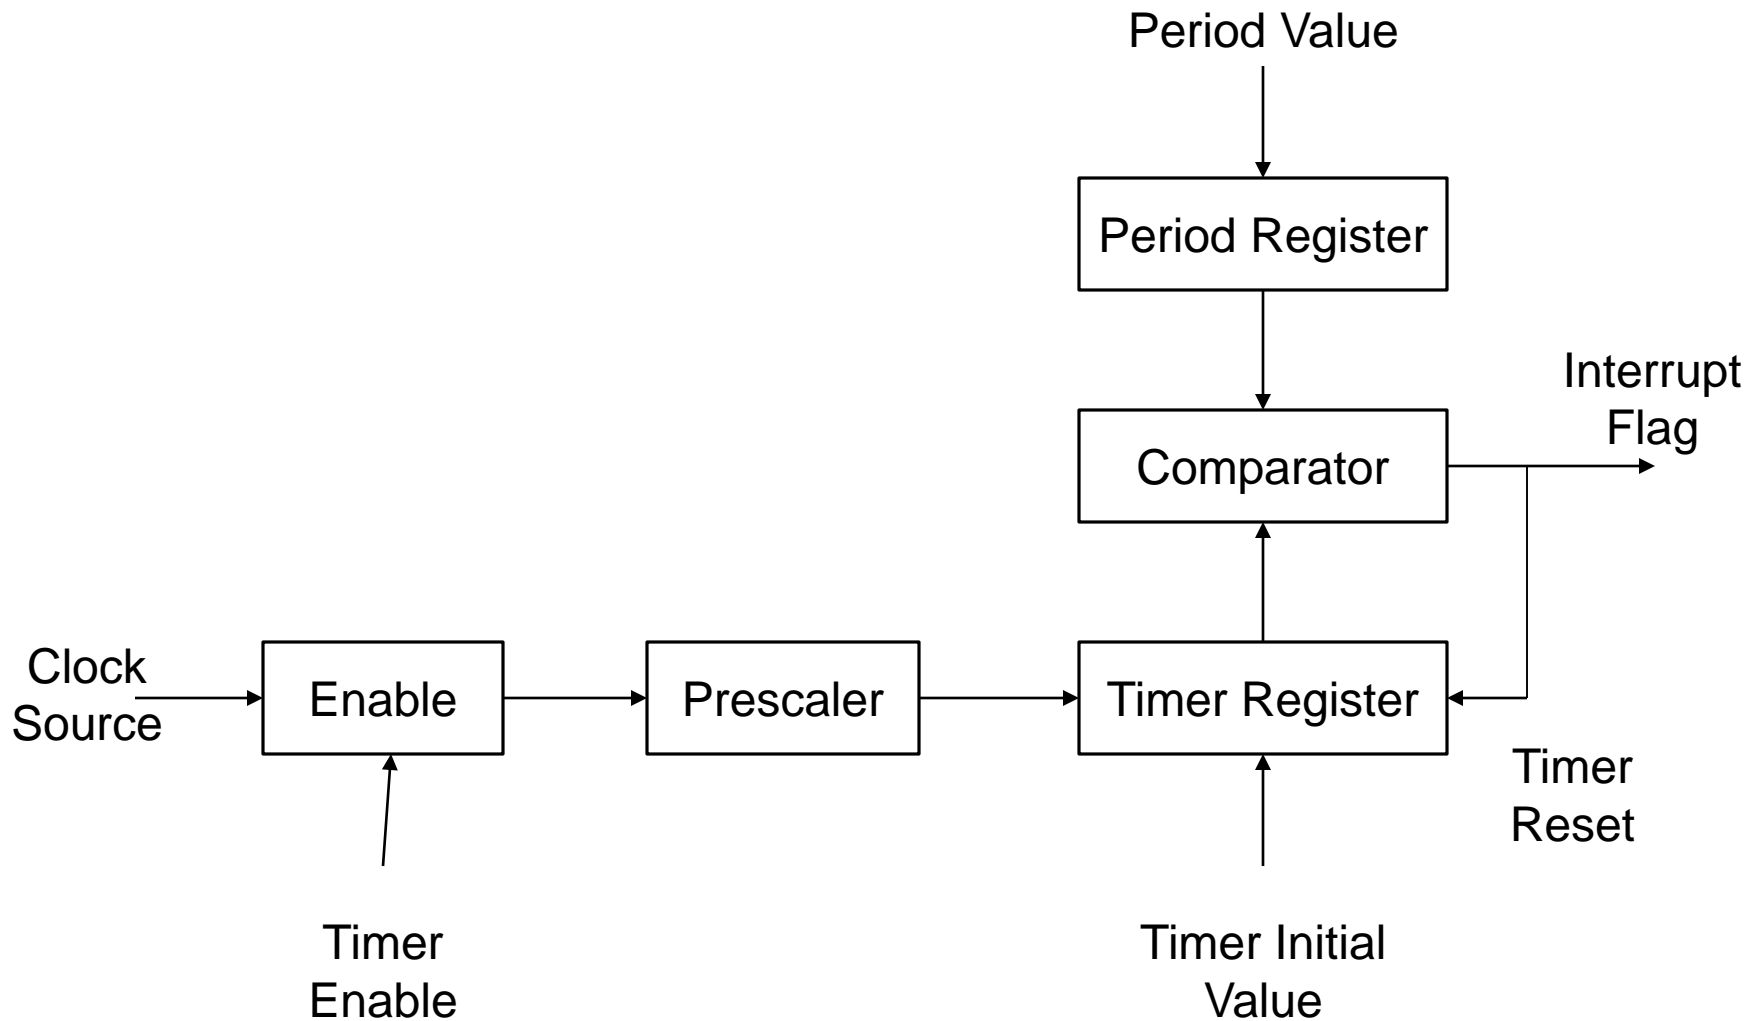 Period Value
Period Register
Interrupt
Flag
Comparator
Clock
Source
Enable
Prescaler
Timer Register
Timer
Reset
Timer
Enable
Timer Initial
Value